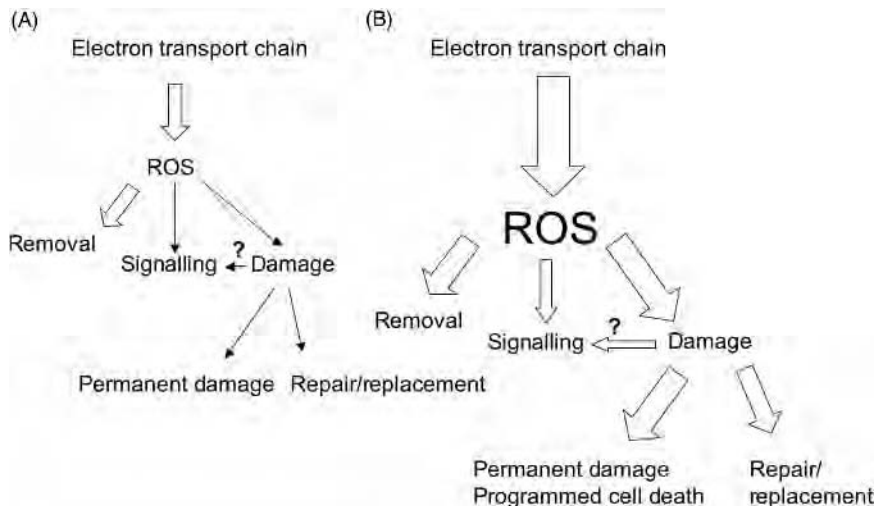 (A)
Electron transport chain
ROS
Removal
?
Signalling
Damage
Permanent damage
Repair/replacement
(B)
Electron transport chain
ROS
Removal
?
Signalling
Damage
Permanent damage
Programmed cell death
Repair/
replacement